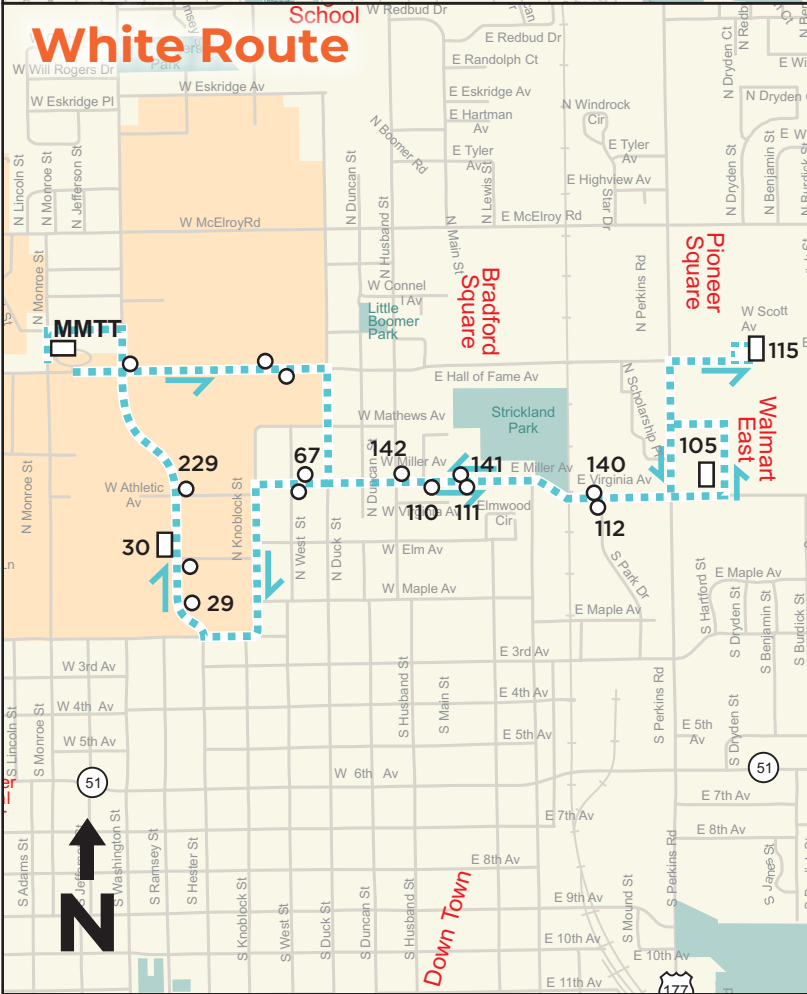 School
W Redbud Dr
White Route
E Redbud Dr
N Dryden Ct
W Will Rogers Dr
Park
E Randolph Ct
W Eskridge Av
E Eskridge Av
W Eskridge Pl
N Windrock
Cir
E Hartman
Av
N Boomer Rd
E Tyler
Av
E Tyler
Av
E Highview Av
N Lincoln St
N Monroe St
N Jefferson St
N Duncan St
N Husband St
N Lewis St
Star Dr
N Dryden St
N Benjamin St
N Burdick St
W McElroyRd
E McElroy Rd
N Main St
Pioneer
Square
N Monroe St
Bradford
Square
N Perkins Rd
W Connel
l Av
Little
Boomer
Park
W Scott
Av
MMTT
115
E Hall of Fame Av
N Scholarship Pl
Walmart
East
W Mathews Av
Strickland
Park
105
229
67
142
141
140
W Miller Av
E Miller Av
N Duncan St
W Athletic
Av
E Virginia Av
N Monroe St
N Knoblock St
110
111
W Virginia Av
Elmwood
Cir
112
30
N West St
N Duck St
W Elm Av
S Park Dr
Ln
W Maple Av
E Maple Av
29
E Maple Av
S Hartford St
S Dryden St
S Benjamin St
S Burdick St
W 3rd Av
E 3rd Av
W 4th Av
E 4th Av
S Husband St
S Main St
S Perkins Rd
W 5th Av
E 5th Av
E 5th
Av
S Dryden St
S Lincoln St
S Monroe St
W 6th Av
51
51
E 7th Av
E 7th Av
E 8th Av
E 8th Av
S Adams St
S Washington St
S Ramsey St
S Hester St
S Perkins Rd
S Jones St
N
S Knoblock St
S West St
S Duck St
S Duncan St
S Husband St
Down Town
E 9th Av
S Mound St
E 10th Av
E 10th Av
E 11th Av
177